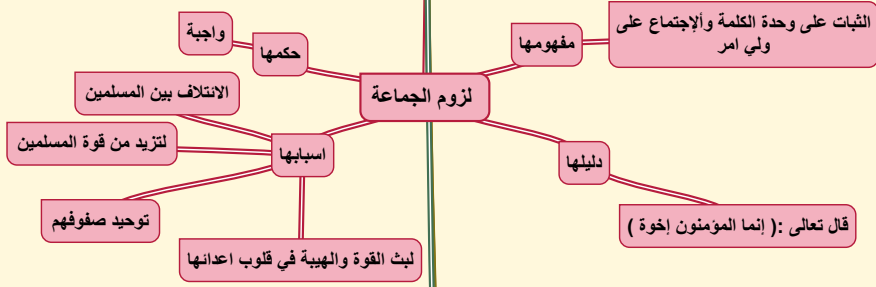 لزوم الجماعة
مفهومها
الثبات على وحدة الكلمة وألإجتماع على
ولي امر
دليلها
قال تعالى :( إنما المؤمنون إخوة )
حكمها
واجبة
اسبابها
الائتلاف بين المسلمين
لتزيد من قوة المسلمين
توحيد صفوفهم
لبث القوة والهيبة في قلوب اعدائها